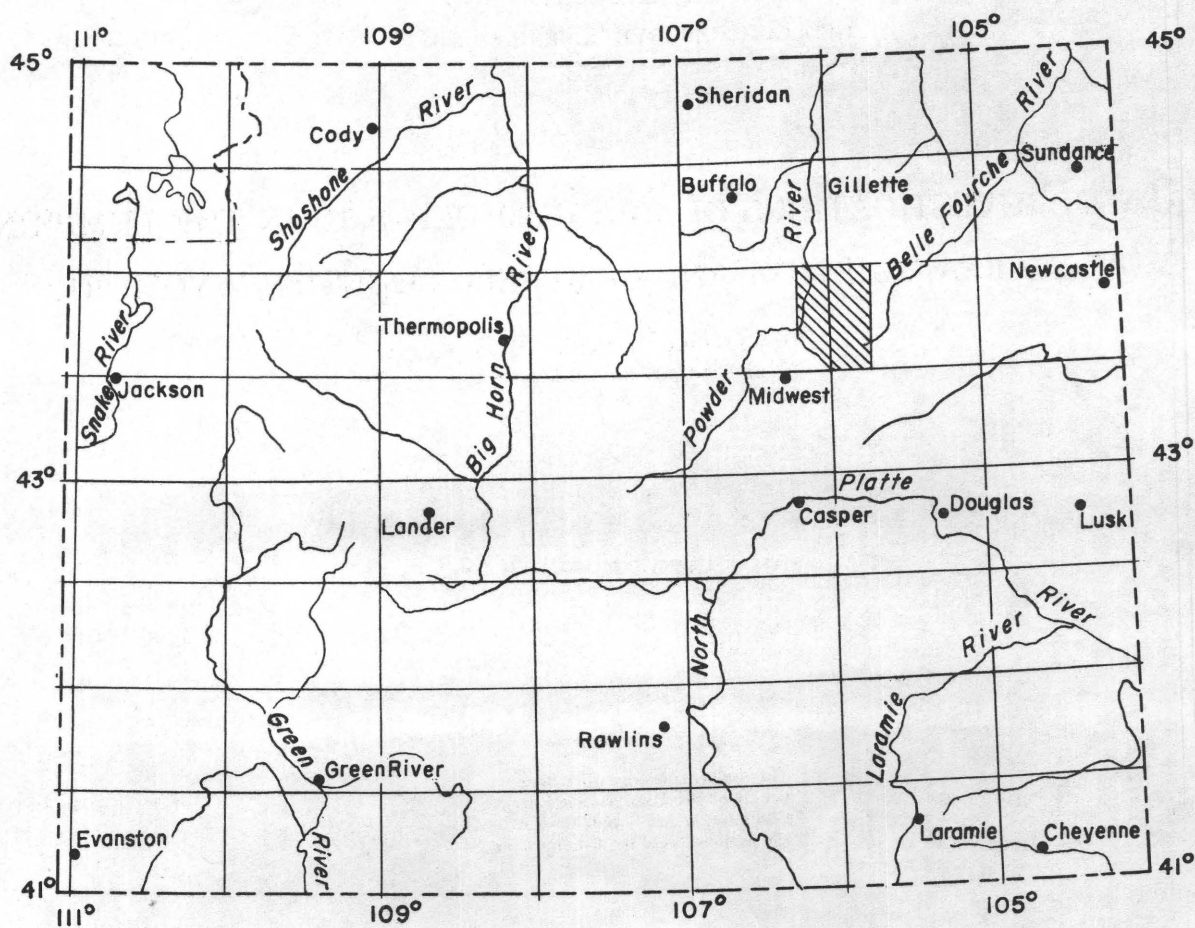 111° 109° 107° 105°
45° 45°
Sheridan
River
River
Cody
Sundance
Shoshone
Buffalo
Gillette
River
Belle Fourche
River
Newcastle
Thermopolis
Snake River
Jackson
Horn
Powder
Midwest
Big
43° 43°
Platte
Lander
Casper
Douglas
Lusk
River
River
North
Laramie
Rawlins
Green
GreenRiver
Evanston
Laramie
Cheyenne
River
41° 41°
111° 109° 107° 105°